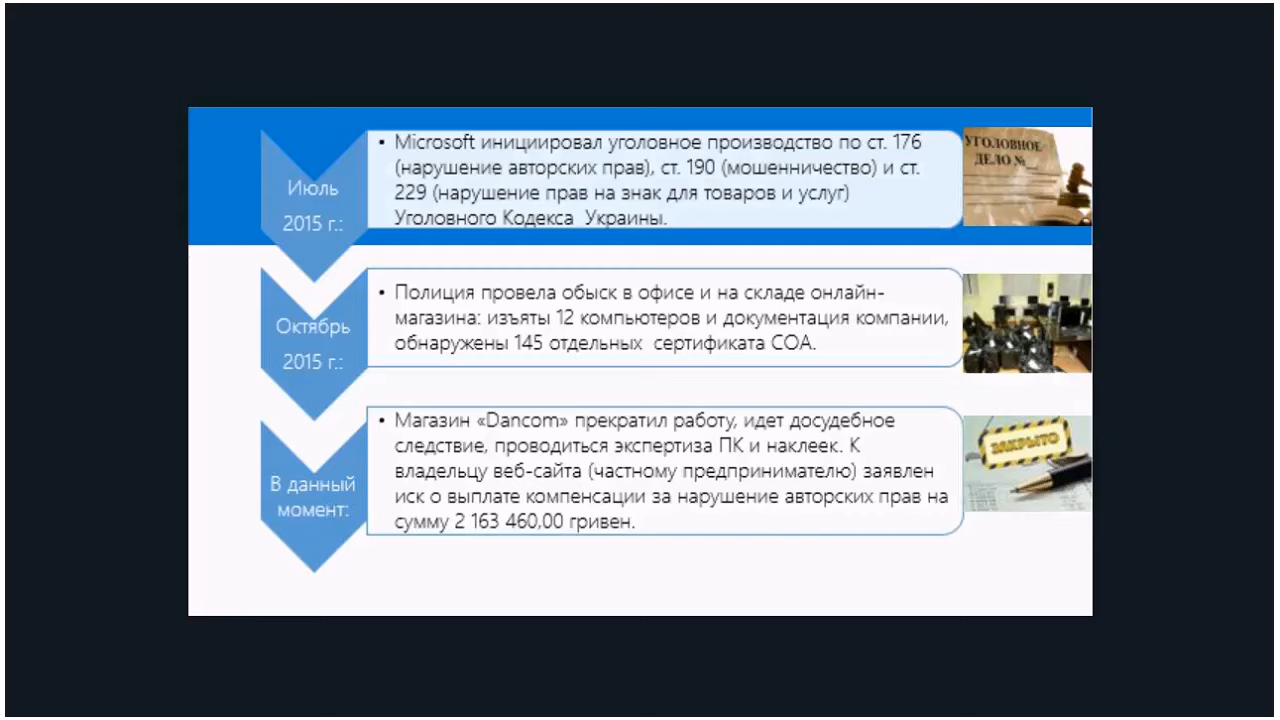 Июль
2015 г.:
• Microsoft инициировал уголовное производство по ст. 176
(нарушение авторских прав), ст. 190 (мошенничество) и ст.
229 (нарушение прав на знак для товаров и услуг)
Уголовного Кодекса Украины.
УГОЛОВНОЕ
ДЕЛО №
Октябрь
2015 г.:
• Полиция провела обыск в офисе и на складе онлайн-
магазина: изъяты 12 компьютеров и документация компании,
обнаружены 145 отдельных сертификата COA.
В данный
момент:
• Магазин «Dancom» прекратил работу, идет досудебное
следствие, проводиться экспертиза ПК и наклеек. К
владельцу веб-сайта (частному предпринимателю) заявлен
иск о выплате компенсации за нарушение авторских прав на
сумму 2 163 460,00 гривен.
ЗАКРЫТО